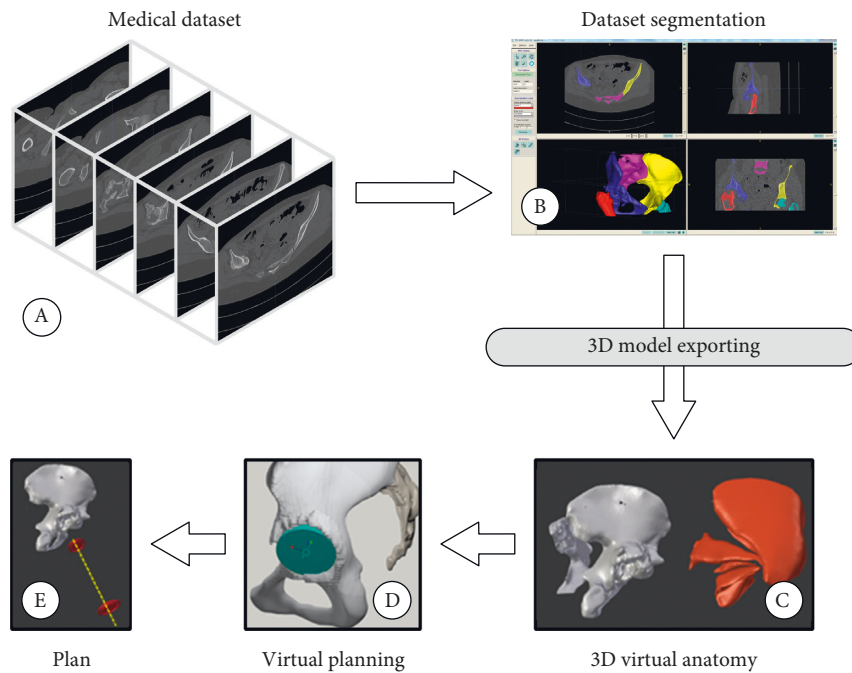 Medical dataset
Dataset segmentation
A
B
3D model exporting
E
D
C
Plan
Virtual planning
3D virtual anatomy